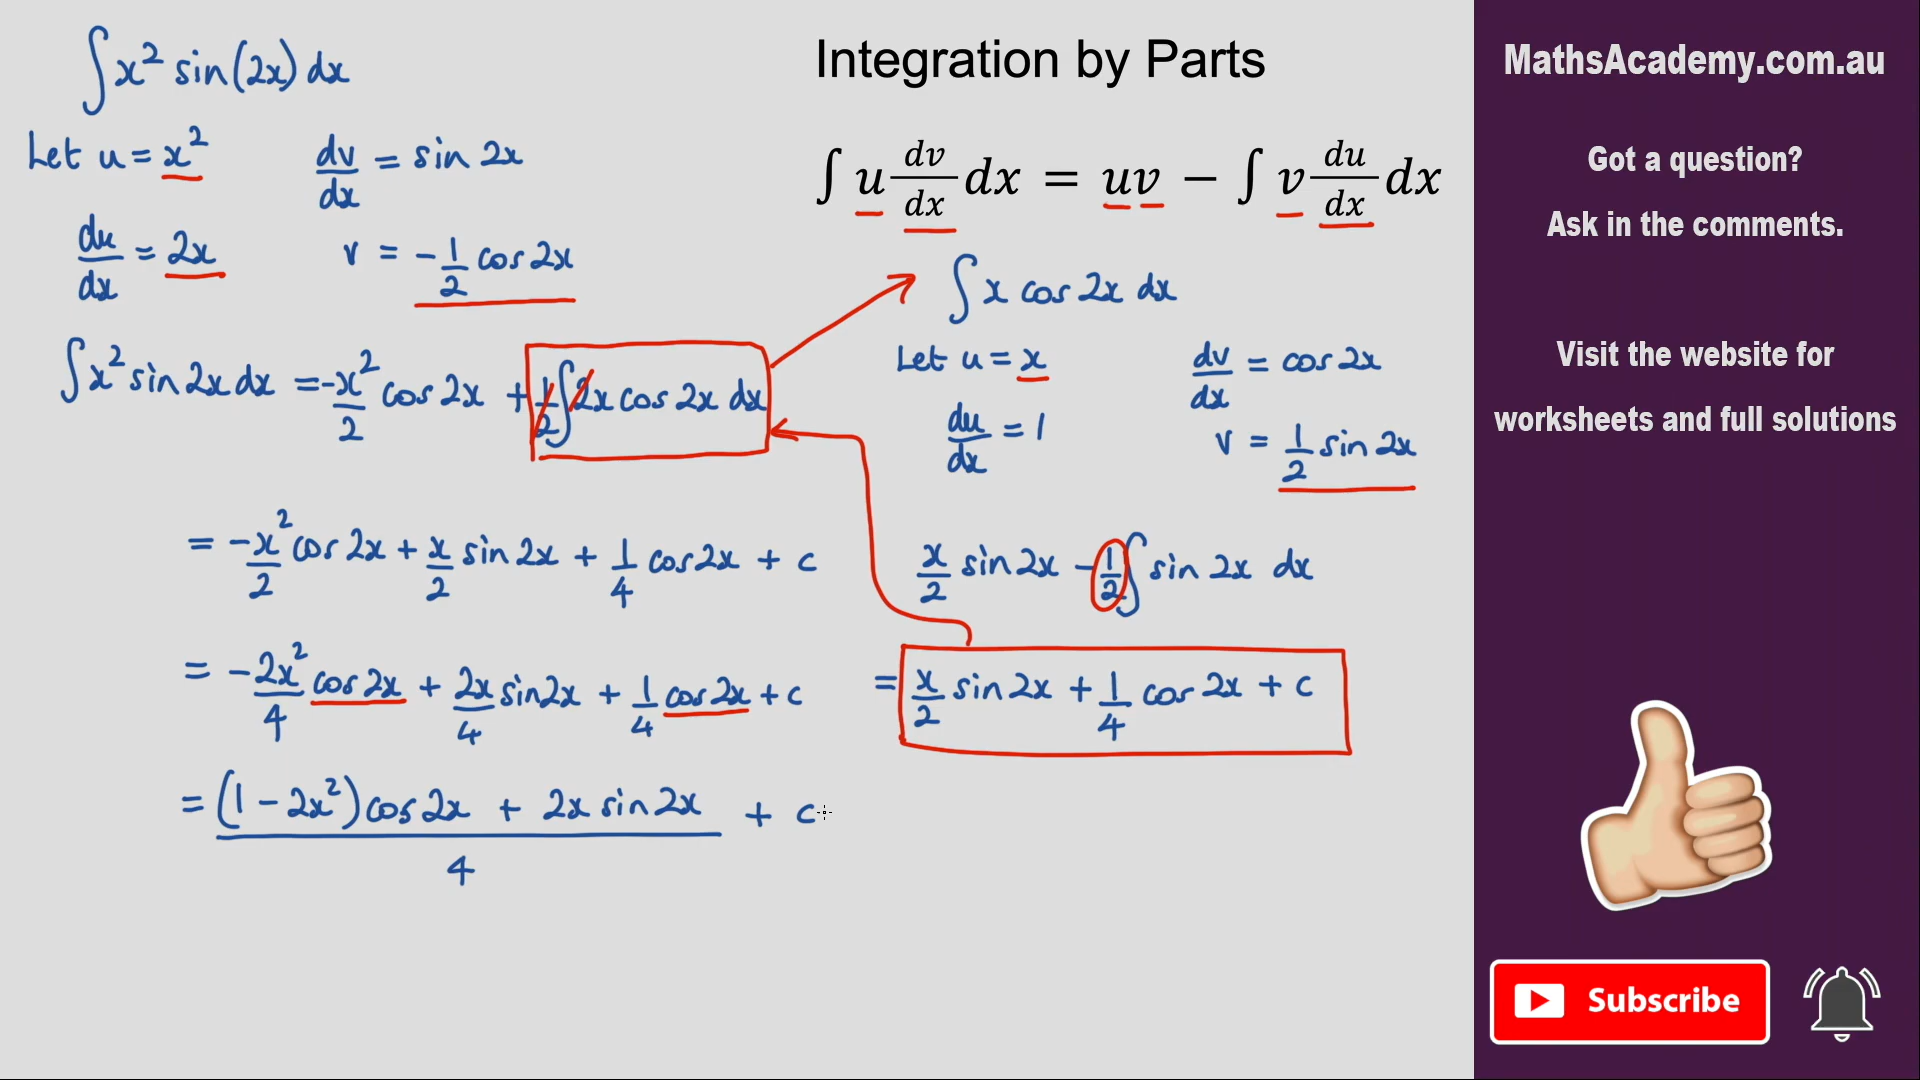 ∫x² sin(2x) dx
Let u = x²
dv/dx = sin 2x
du/dx = 2x
v = -1/2 cos 2x
∫x² sin 2x dx = -x²/2 cos 2x + 1/2 ∫2x cos 2x dx
= -x²/2 cos 2x + x/2 sin 2x + 1/4 cos 2x + c
= -2x²/4 cos 2x + 2x/4 sin 2x + 1/4 cos 2x + c
= ((1 - 2x²) cos 2x + 2x sin 2x)/4 + c
Integration by Parts
∫ u dv/dx dx = uv − ∫ v du/dx dx
∫x cos 2x dx
Let u = x
dv/dx = cos 2x
du/dx = 1
v = 1/2 sin 2x
x/2 sin 2x - 1/2 ∫sin 2x dx
= x/2 sin 2x + 1/4 cos 2x + c
MathsAcademy.com.au
Got a question?
Ask in the comments.
Visit the website for
worksheets and full solutions
Subscribe